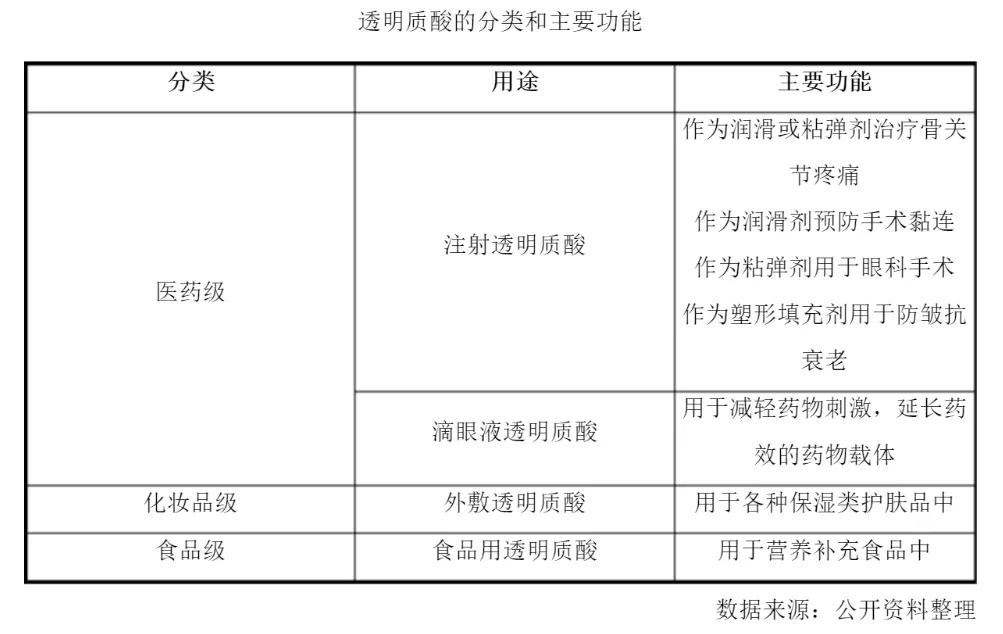 透明质酸的分类和主要功能
分类 用途 主要功能
医药级
注射透明质酸
作为润滑或粘弹剂治疗骨关
节疼痛
作为润滑剂预防手术黏连
作为粘弹剂用于眼科手术
作为塑形填充剂用于防皱抗
衰老
滴眼液透明质酸
用于减轻药物刺激，延长药
效的药物载体
化妆品级 外敷透明质酸 用于各种保湿类护肤品中
食品级 食品用透明质酸 用于营养补充食品中
数据来源：公开资料整理